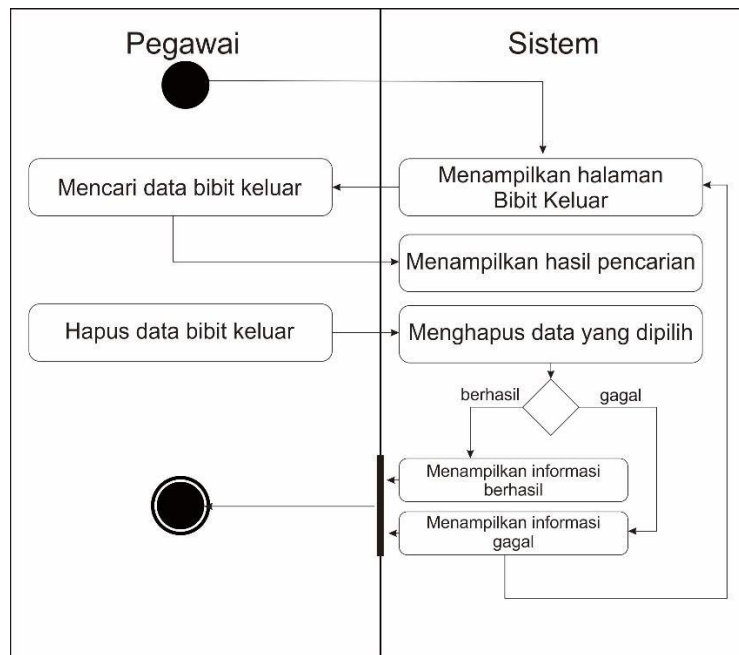 Pegawai
Sistem
Menampilkan halaman
Bibit Keluar
Mencari data bibit keluar
Menampilkan hasil pencarian
Hapus data bibit keluar
Menghapus data yang dipilih
berhasil
gagal
Menampilkan informasi
berhasil
Menampilkan informasi
gagal